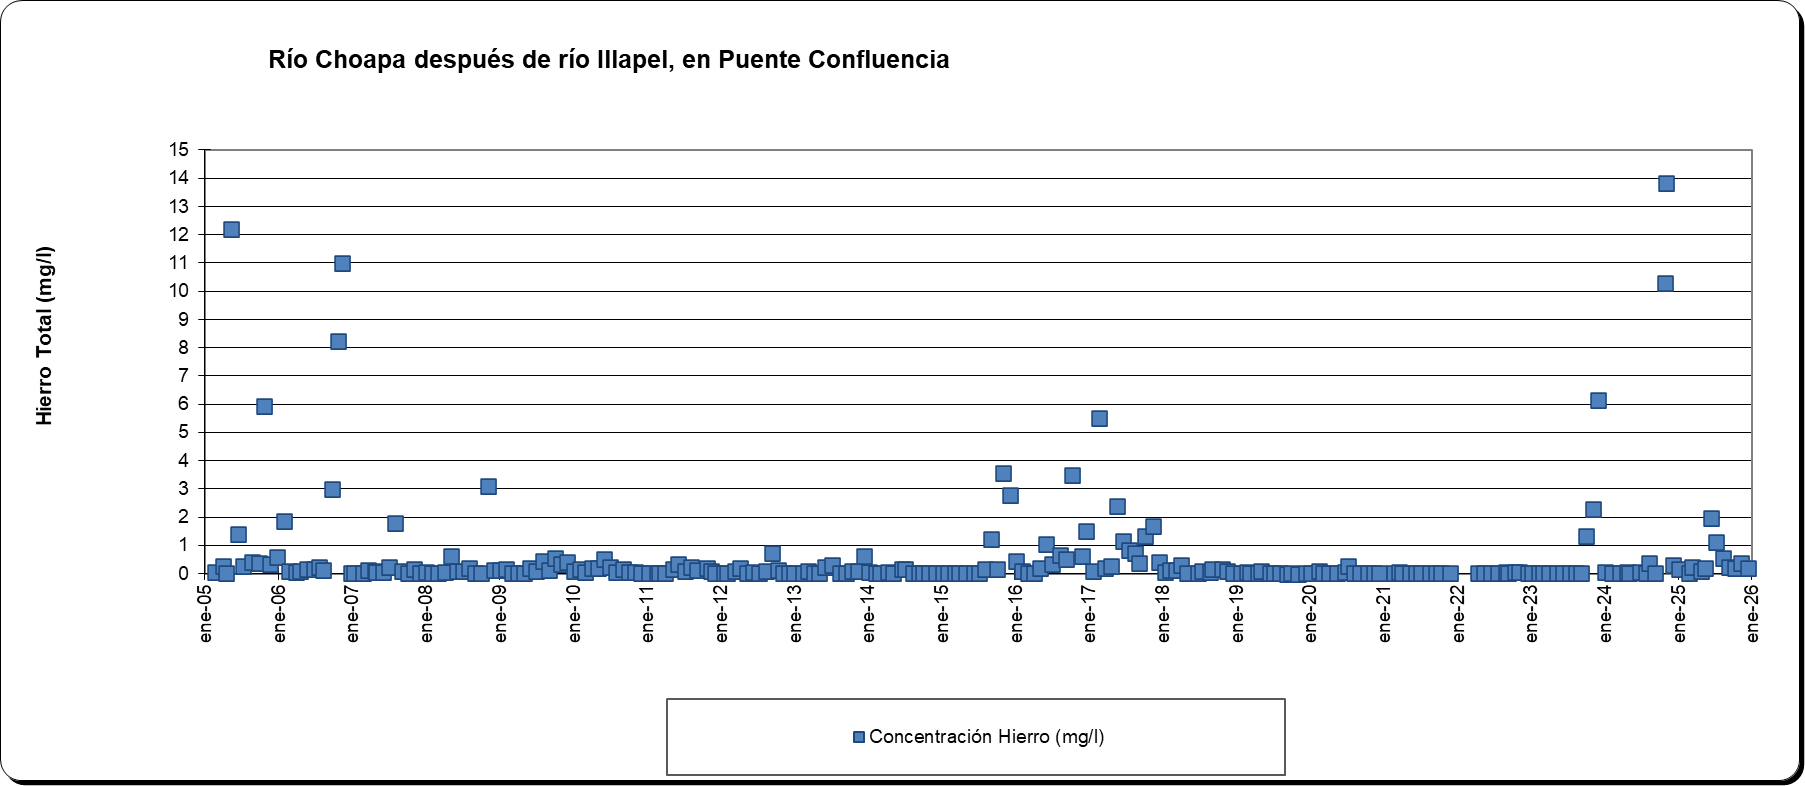 Río Choapa después de río Illapel, en Puente Confluencia
Hierro Total (mg/l)
15
14
13
12
11
10
9
8
7
6
5
4
3
2
1
0
ene-05
ene-06
ene-07
ene-08
ene-09
ene-10
ene-11
ene-12
ene-13
ene-14
ene-15
ene-16
ene-17
ene-18
ene-19
ene-20
ene-21
ene-22
ene-23
ene-24
ene-25
ene-26
Concentración Hierro (mg/l)